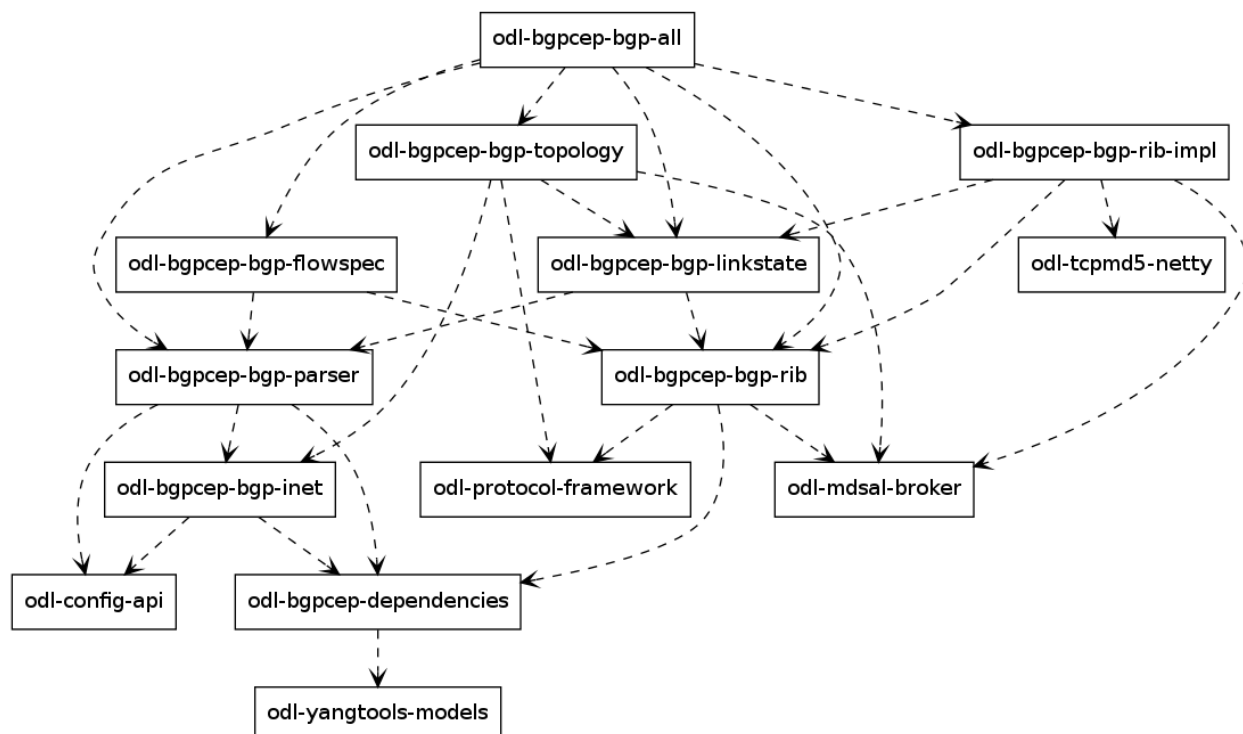 odl-bgpcep-bgp-all
odl-bgpcep-bgp-topology
odl-bgpcep-bgp-rib-impl
odl-bgpcep-bgp-flowspec
odl-bgpcep-bgp-linkstate
odl-tcpmd5-netty
odl-bgpcep-bgp-parser
odl-bgpcep-bgp-rib
odl-bgpcep-bgp-inet
odl-protocol-framework
odl-mdsal-broker
odl-config-api
odl-bgpcep-dependencies
odl-yangtools-models